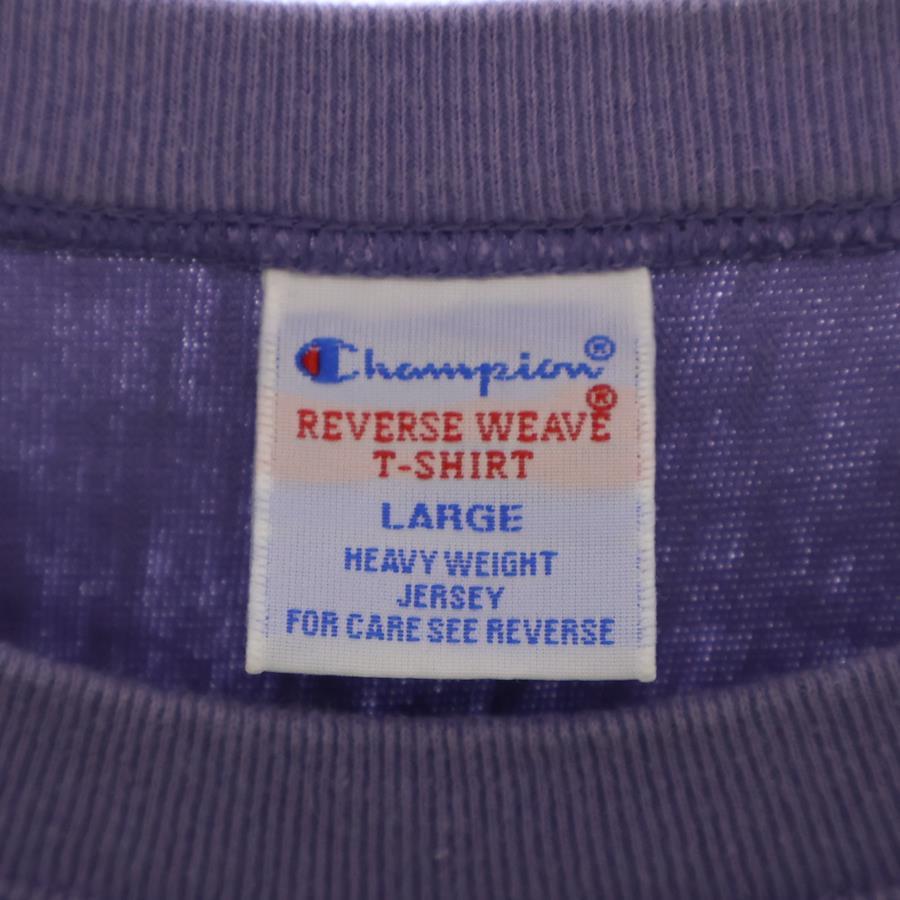 Champion®
REVERSE WEAVE®
T-SHIRT
LARGE
HEAVY WEIGHT
JERSEY
FOR CARE SEE REVERSE